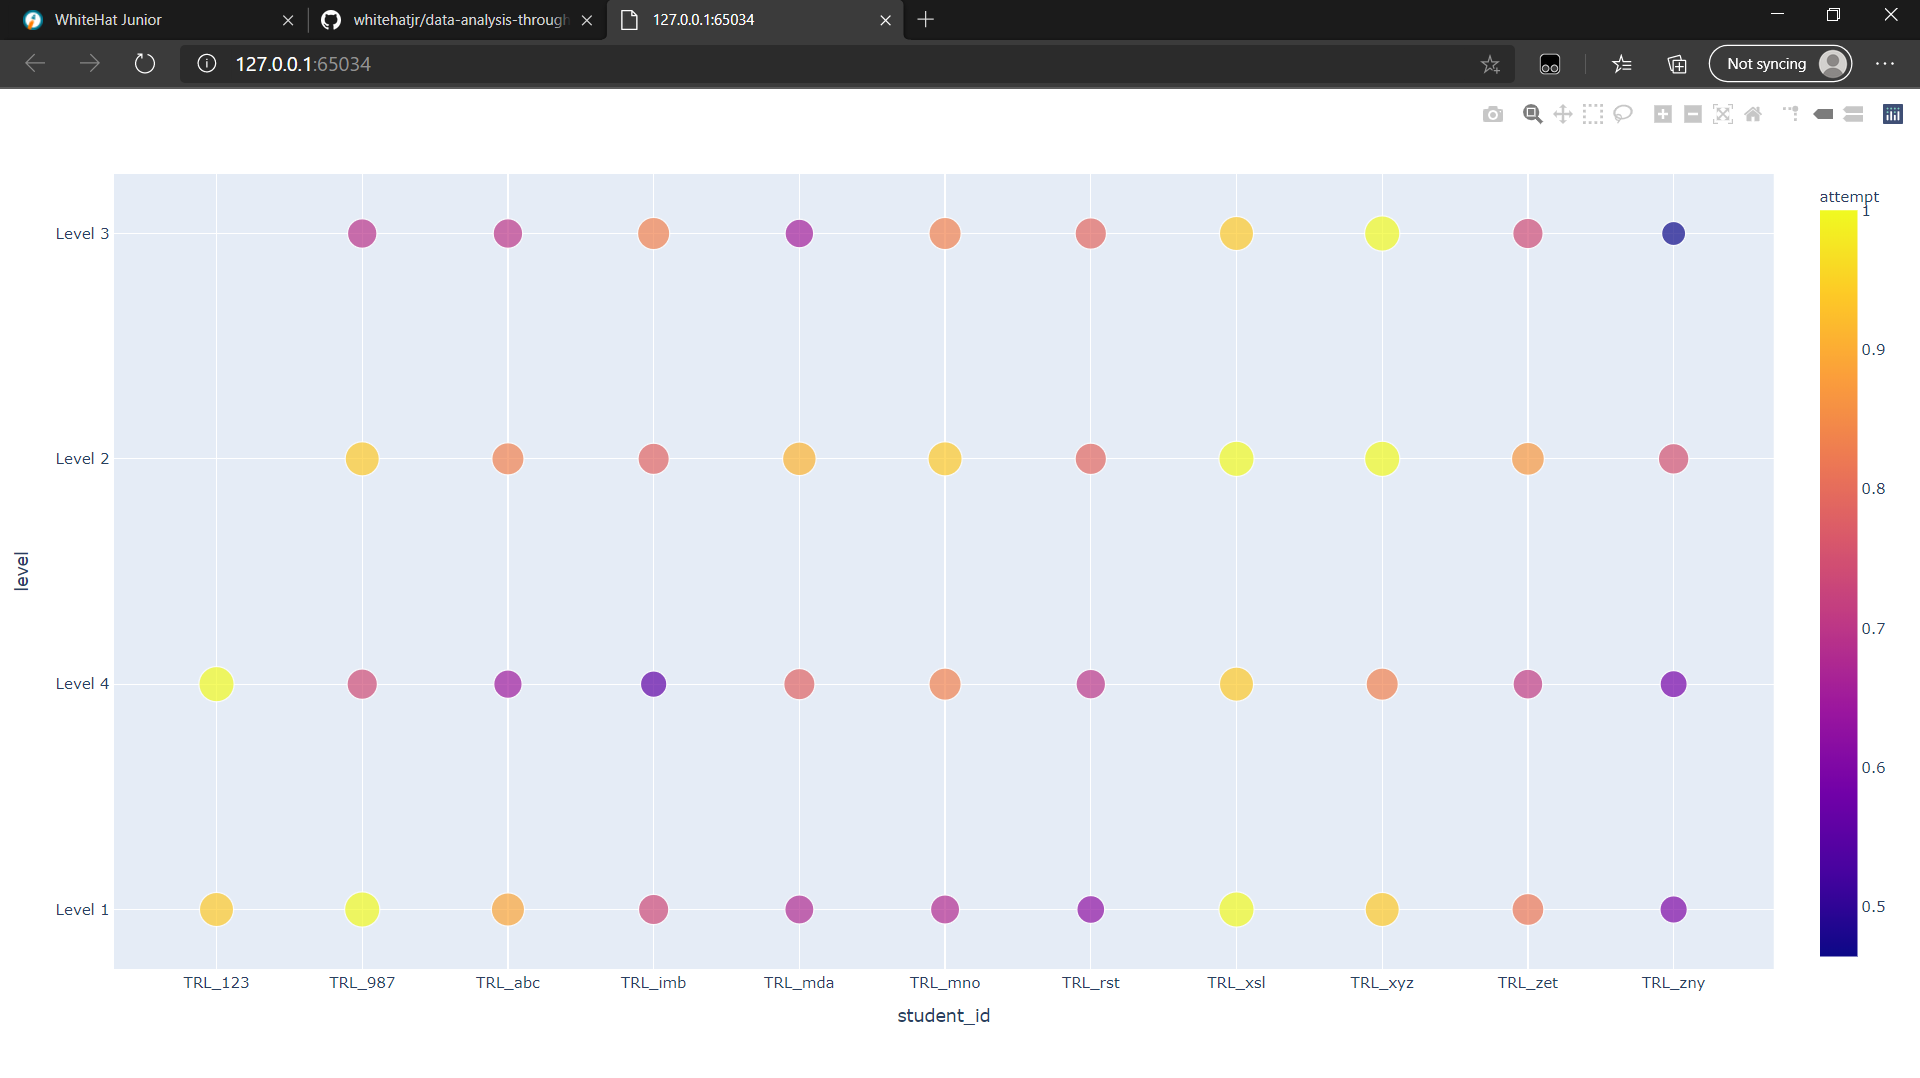 WhiteHat Junior
whitehatjr/data-analysis-through
127.0.0.1:65034
127.0.0.1:65034
Not syncing
attempt
1
0.9
0.8
0.7
0.6
0.5
Level 3
Level 2
Level 4
Level 1
level
TRL_123 TRL_987 TRL_abc TRL_imb TRL_mda TRL_mno TRL_rst TRL_xsl TRL_xyz TRL_zet TRL_zny
student_id